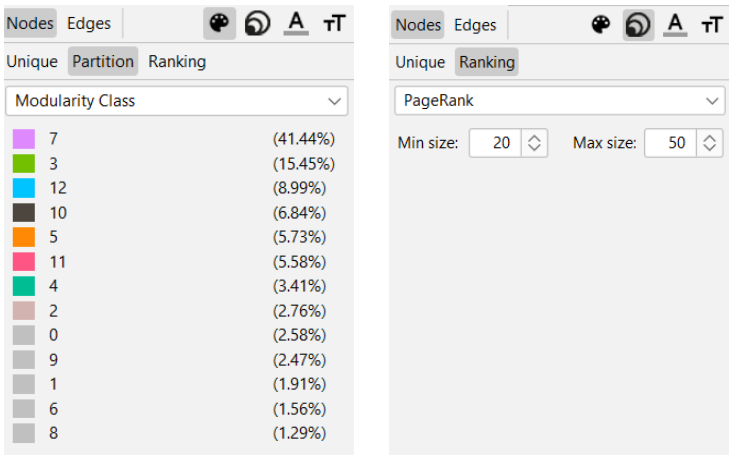 Nodes Edges A TT
Unique Partition Ranking
Modularity Class
7 (41.44%)
3 (15.45%)
12 (8.99%)
10 (6.84%)
5 (5.73%)
11 (5.58%)
4 (3.41%)
2 (2.76%)
0 (2.58%)
9 (2.47%)
1 (1.91%)
6 (1.56%)
8 (1.29%)
Nodes Edges A TT
Unique Ranking
PageRank
Min size: 20 Max size: 50